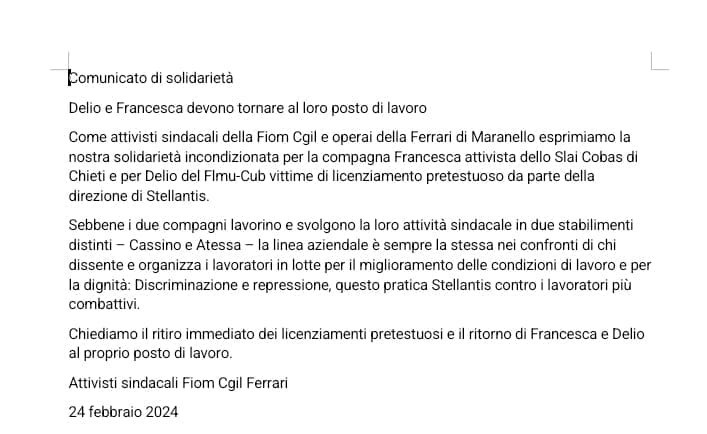 Comunicato di solidarietà
Delio e Francesca devono tornare al loro posto di lavoro
Come attivisti sindacali della Fiom Cgil e operai della Ferrari di Maranello esprimiamo la
nostra solidarietà incondizionata per la compagna Francesca attivista dello Slai Cobas di
Chieti e per Delio del Flmu-Cub vittime di licenziamento pretestuoso da parte della
direzione di Stellantis.
Sebbene i due compagni lavorino e svolgono la loro attività sindacale in due stabilimenti
distinti – Cassino e Atessa – la linea aziendale è sempre la stessa nei confronti di chi
dissente e organizza i lavoratori in lotte per il miglioramento delle condizioni di lavoro e per
la dignità: Discriminazione e repressione, questo pratica Stellantis contro i lavoratori più
combattivi.
Chiediamo il ritiro immediato dei licenziamenti pretestuosi e il ritorno di Francesca e Delio
al proprio posto di lavoro.
Attivisti sindacali Fiom Cgil Ferrari
24 febbraio 2024